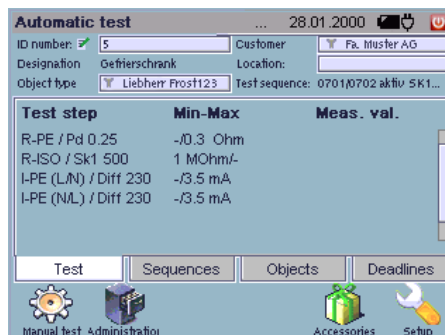 Automatic test ... 28.01.2000
ID number: 5 Customer Fa. Muster AG
Designation Gefrierschrank Location:
Object type Liebherr Frost123 Test sequence: 0701/0702 aktiv SK1...
Test step Min-Max Meas. val.
R-PE / Pd 0.25 -/0.3 Ohm
R-ISO / Sk1 500 1 MOhm/-
I-PE (L/N) / Diff 230 -/3.5 mA
I-PE (N/L) / Diff 230 -/3.5 mA
Test Sequences Objects Deadlines
Manual test Administration Accessories Setup